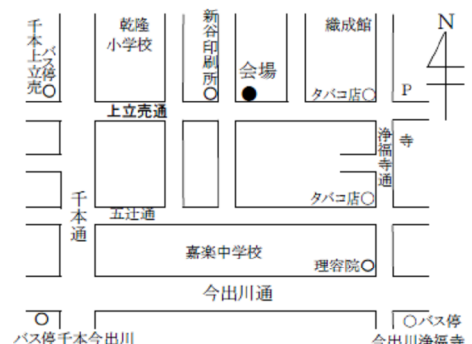 千本上立売
バス停
乾隆
小学校
新谷印刷所
会場
織成館
N
タバコ店
P
上立売通
浄福寺通
寺
千本通
五辻通
タバコ店
嘉楽中学校
理容院
今出川通
バス停千本今出川
バス停
今出川浄福寺